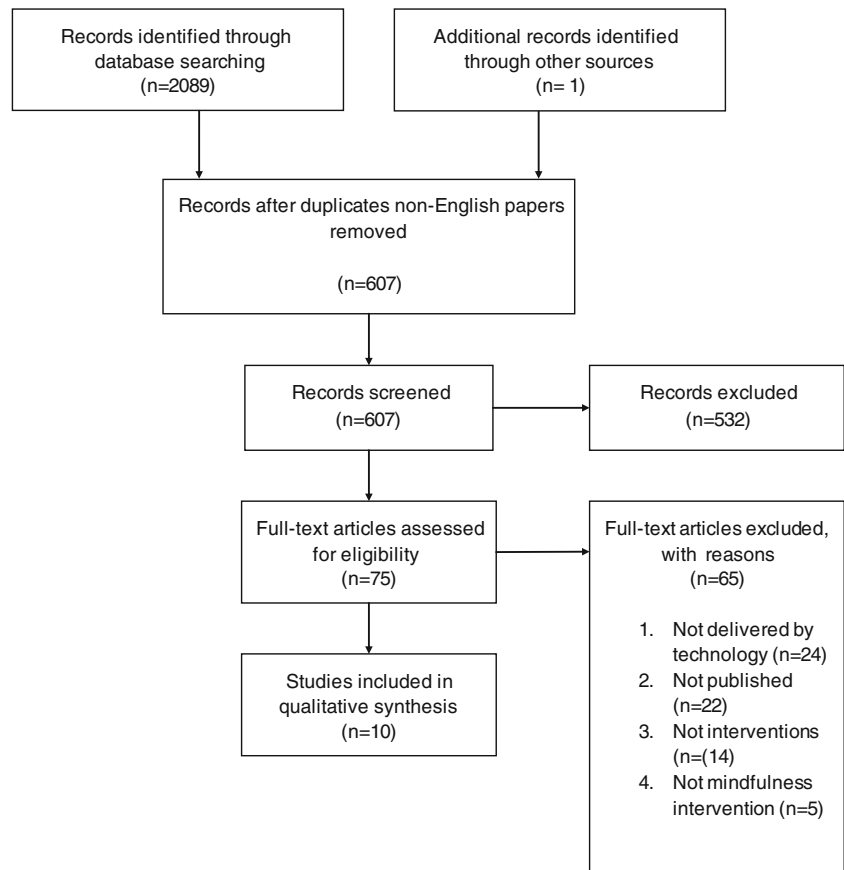 Records identified through
database searching
(n=2089)
Additional records identified
through other sources
(n= 1)
Records after duplicates non-English papers
removed
(n=607)
Records screened
(n=607)
Records excluded
(n=532)
Full-text articles assessed
for eligibility
(n=75)
Full-text articles excluded,
with reasons
(n=65)
1. Not delivered by
technology (n=24)
2. Not published
(n=22)
3. Not interventions
(n=(14)
4. Not mindfulness
intervention (n=5)
Studies included in
qualitative synthesis
(n=10)